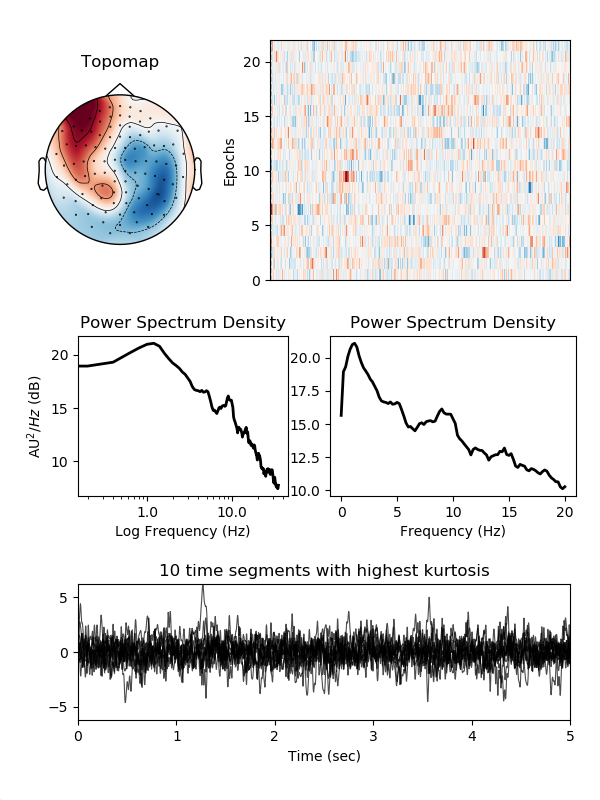 Topomap
Epochs
20
15
10
5
0
Power Spectrum Density
Power Spectrum Density
AU²/Hz (dB)
20
15
10
1.0 10.0
Log Frequency (Hz)
20.0
17.5
15.0
12.5
10.0
0 5 10 15 20
Frequency (Hz)
10 time segments with highest kurtosis
5
0
−5
0 1 2 3 4 5
Time (sec)